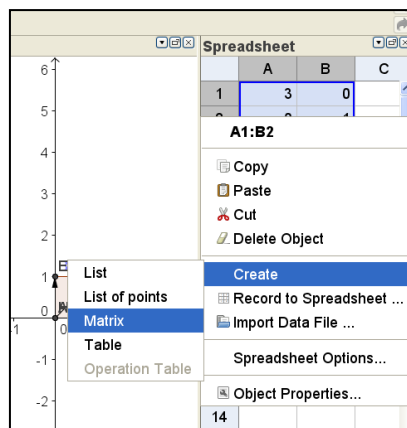 Spreadsheet
A B C
1 3 0
A1:B2
Copy
Paste
Cut
Delete Object
Create
Record to Spreadsheet ...
Import Data File ...
Spreadsheet Options...
Object Properties...
14
List
List of points
Matrix
Table
Operation Table
6
5
4
3
2
1
0
-1
-2
-1 0
B